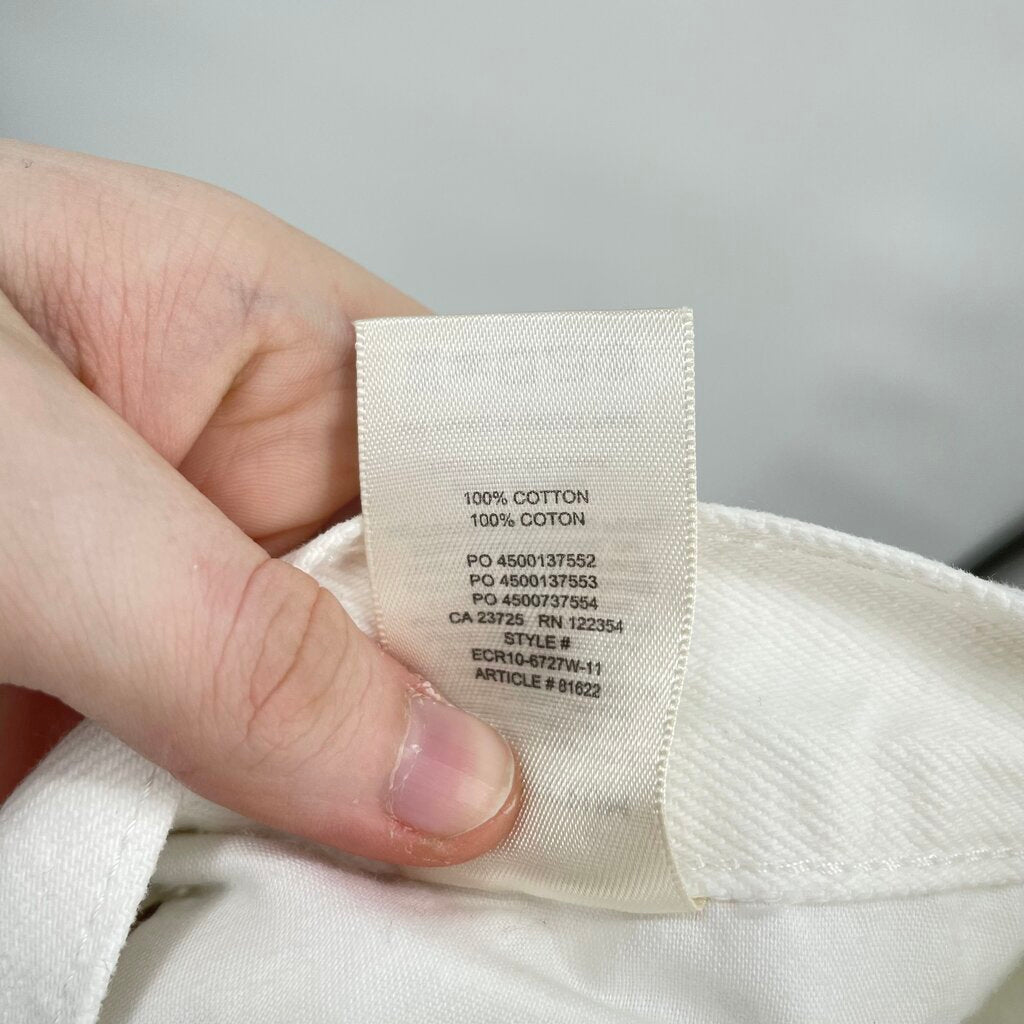 100% COTTON
100% COTON
PO 4500137552
PO 4500137553
PO 4500737554
CA 23725 RN 122354
STYLE #
ECR10-6727W-11
ARTICLE # 81622